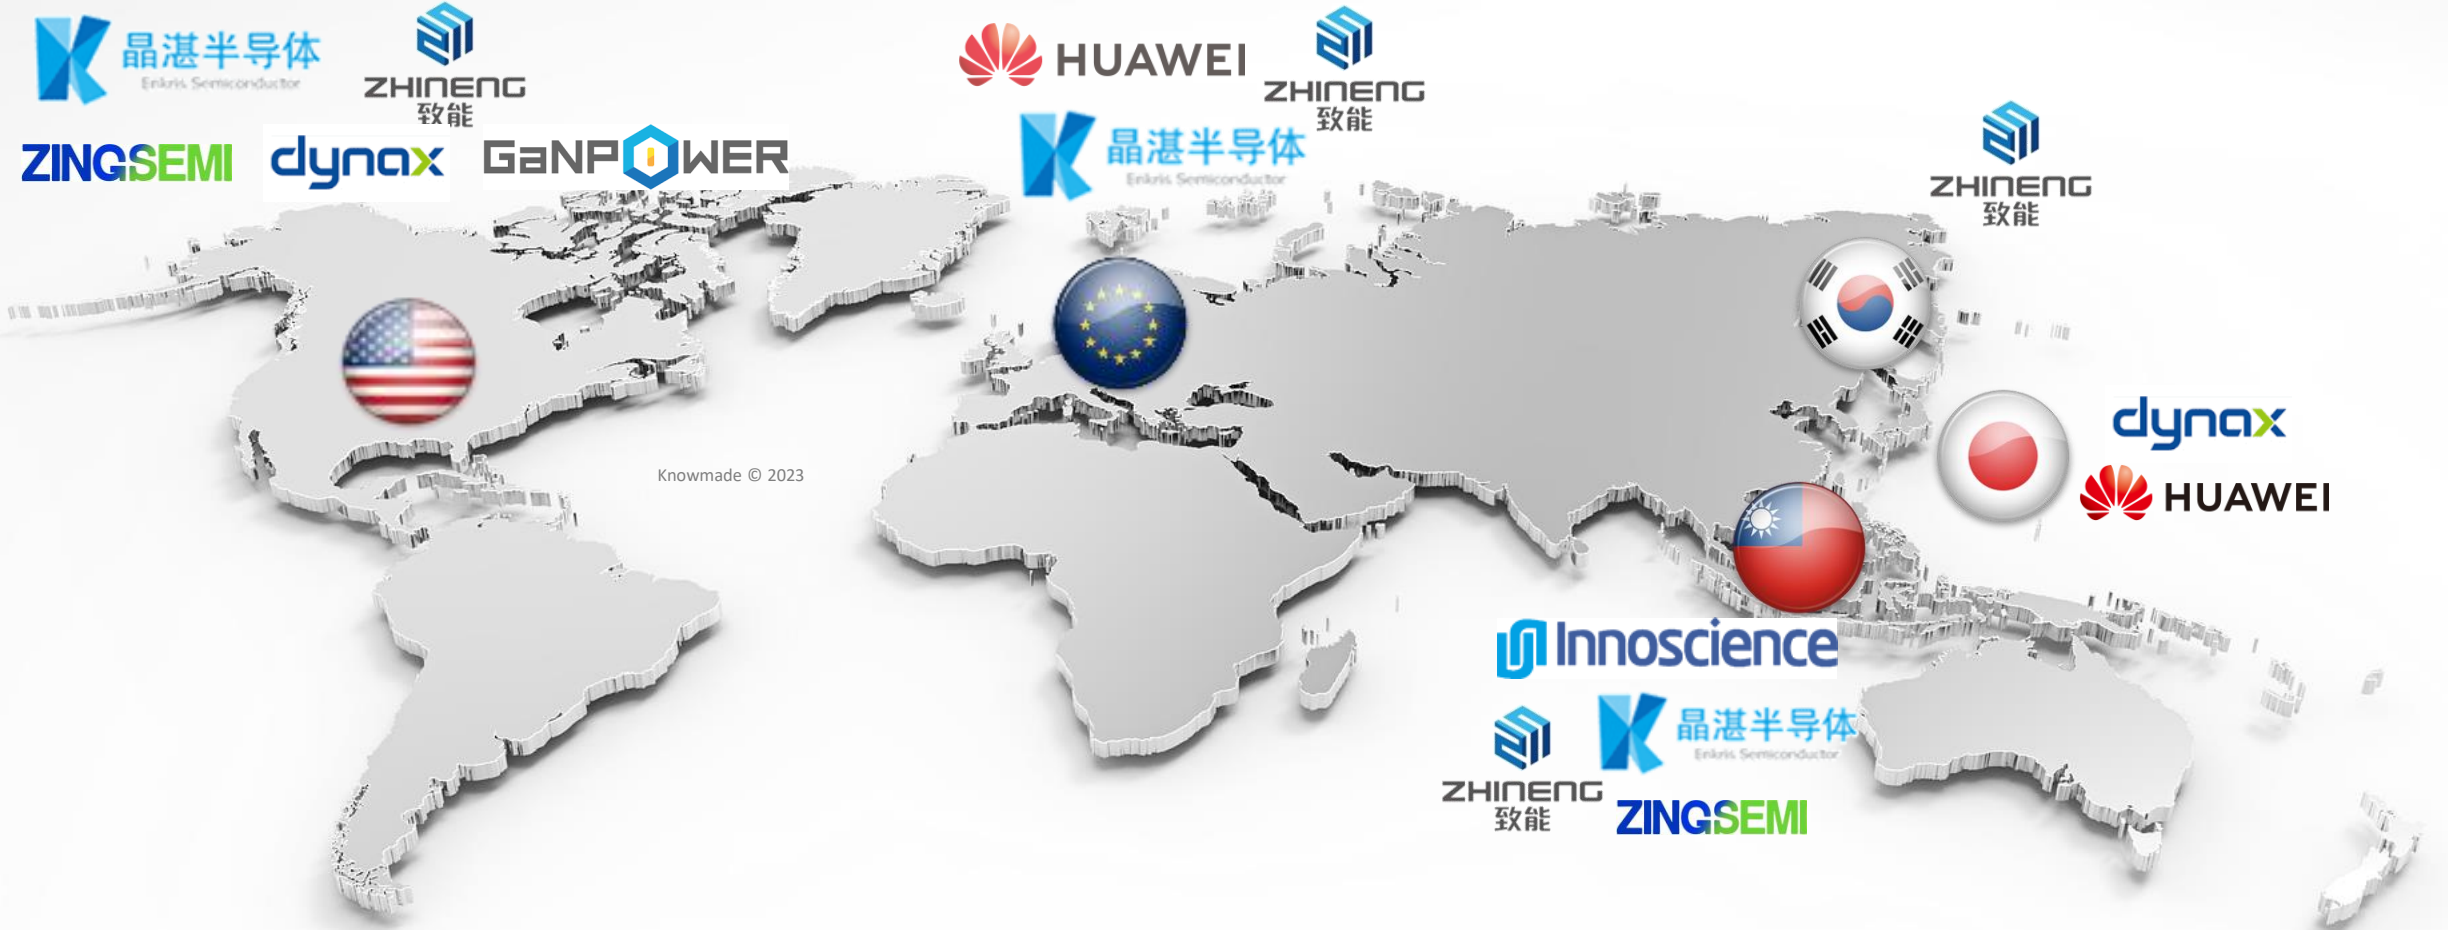 晶湛半导体
Enkris Semiconductor
ZHINENG
致能
ZINGSEMI
dynax
GaNPOWER
HUAWEI
ZHINENG
致能
晶湛半导体
Enkris Semiconductor
ZHINENG
致能
dynax
HUAWEI
Knowmade © 2023
Innoscience
晶湛半导体
Enkris Semiconductor
ZHINENG
致能
ZINGSEMI